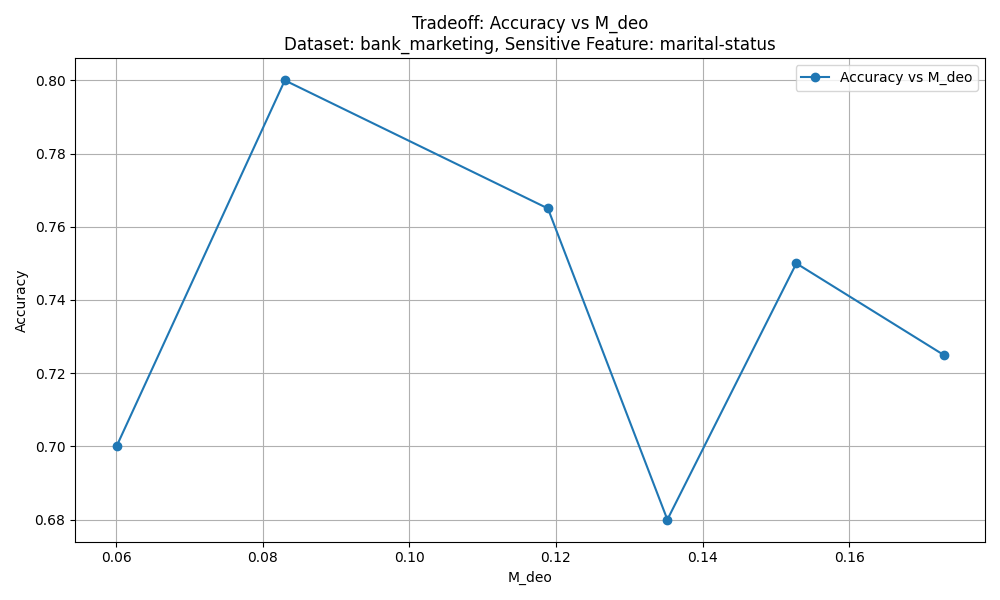 Tradeoff: Accuracy vs M_deo
Dataset: bank_marketing, Sensitive Feature: marital-status
Accuracy vs M_deo
0.80
0.78
0.76
0.74
0.72
0.70
0.68
Accuracy
0.06 0.08 0.10 0.12 0.14 0.16
M_deo